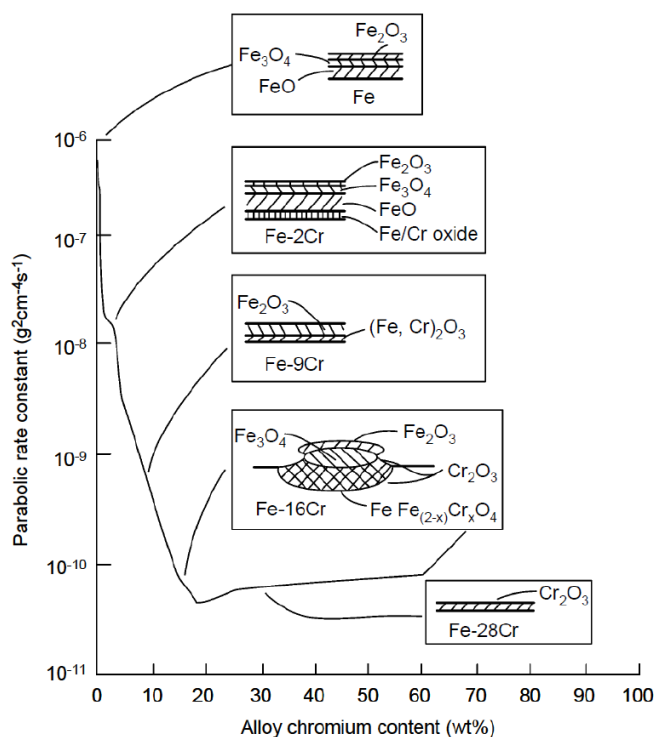 Fe₂O₃
Fe₃O₄
FeO
Fe
Fe₂O₃
Fe₃O₄
FeO
Fe/Cr oxide
Fe-2Cr
Fe₂O₃
(Fe, Cr)₂O₃
Fe-9Cr
Fe₃O₄
Fe₂O₃
Cr₂O₃
Fe-16Cr
Fe Fe₍₂₋ₓ₎CrₓO₄
Cr₂O₃
Fe-28Cr
Parabolic rate constant (g²cm⁻⁴s⁻¹)
10⁻⁶
10⁻⁷
10⁻⁸
10⁻⁹
10⁻¹⁰
10⁻¹¹
0 10 20 30 40 50 60 70 80 90 100
Alloy chromium content (wt%)